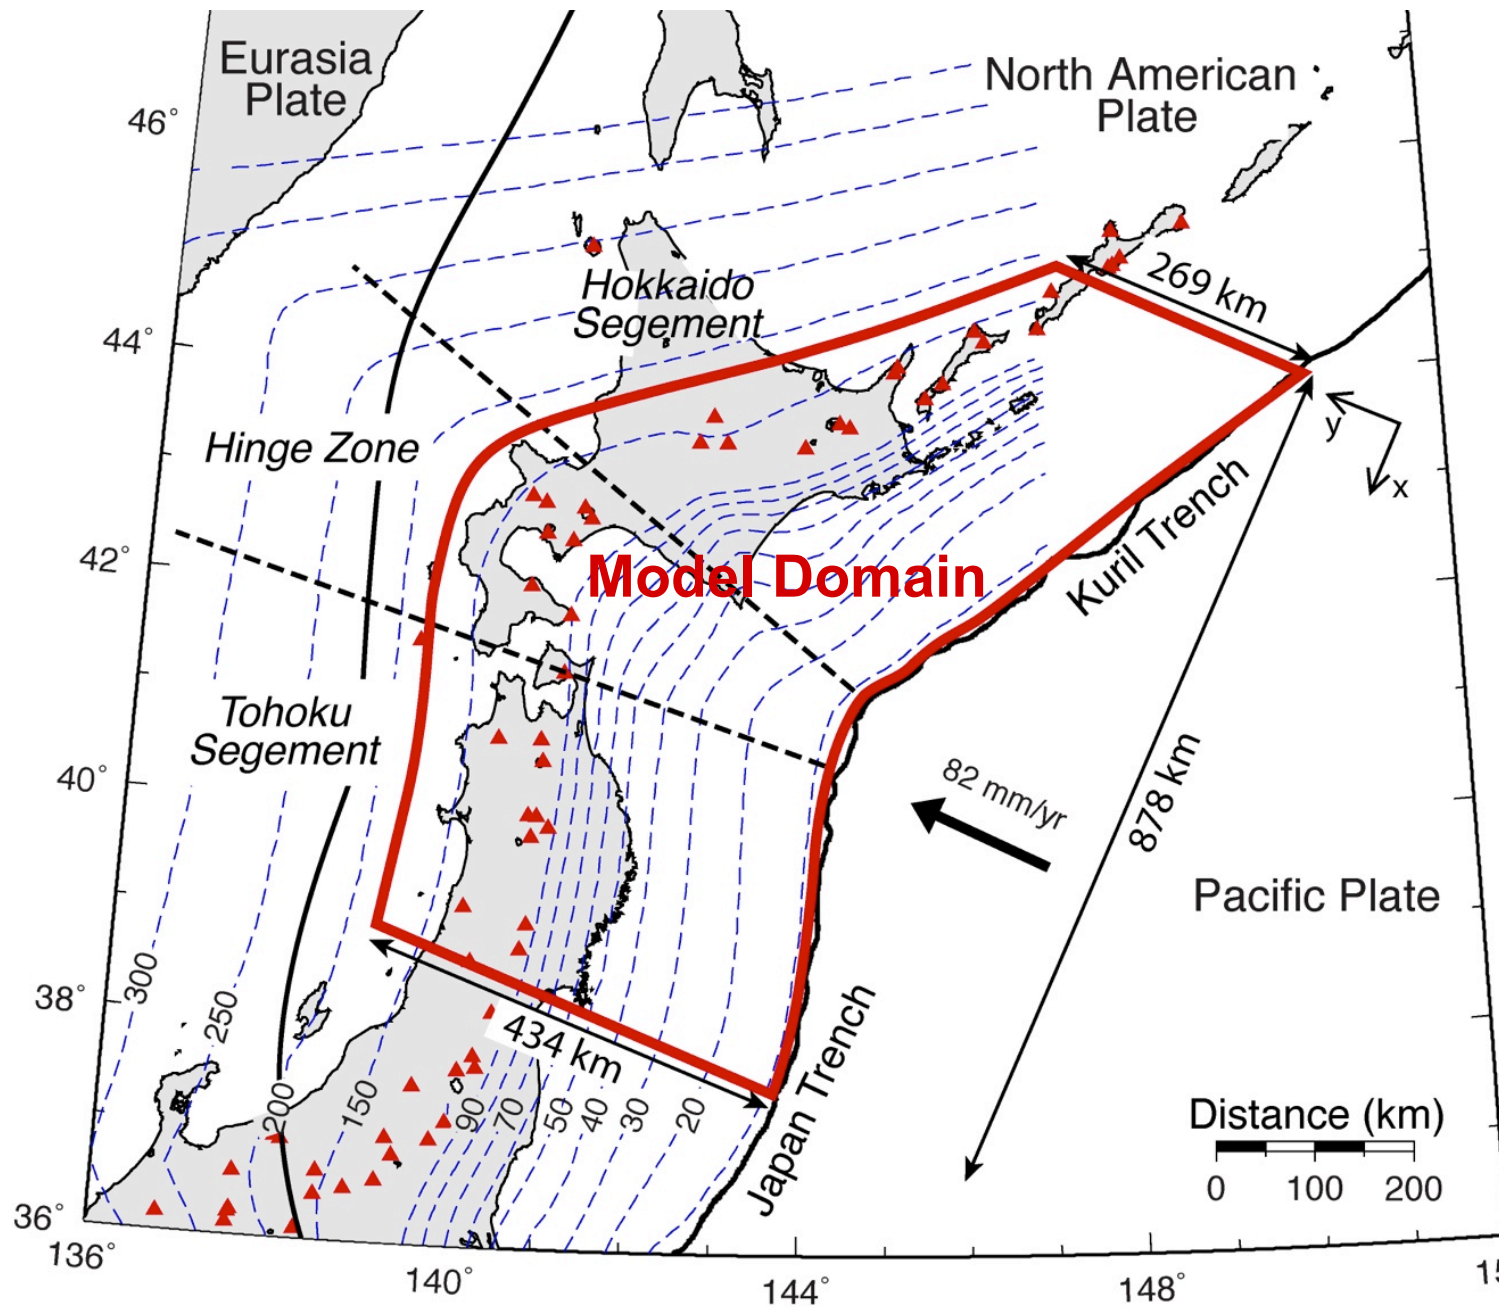 Eurasia
Plate
North American
Plate
46°
269 km
Hokkaido
Segement
44°
Hinge Zone
y
x
Kuril Trench
42°
Model Domain
Tohoku
Segement
40°
82 mm/yr
878 km
Pacific Plate
300
250
38°
434 km
Japan Trench
200
150
90
70
50
40
30
20
Distance (km)
0 100 200
36°
136°
140°
144°
148°